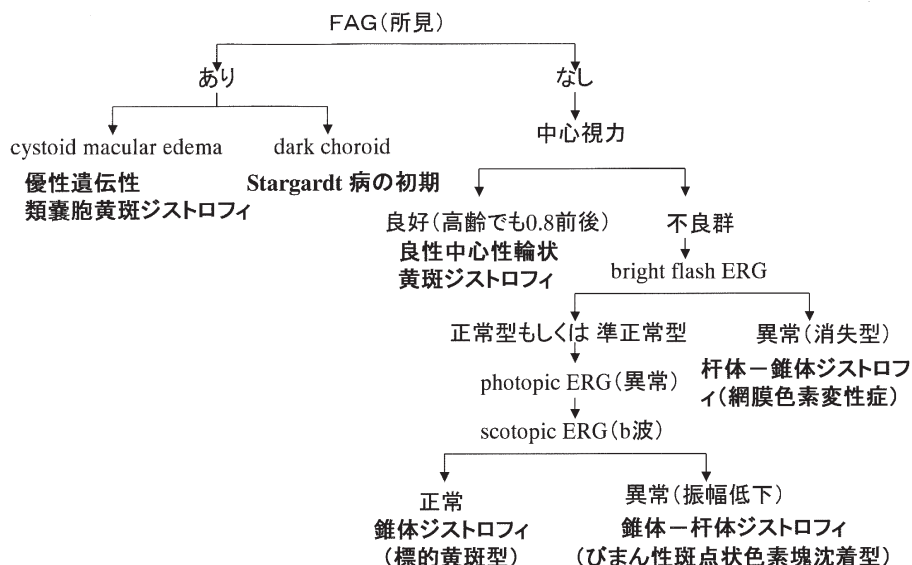 FAG(所見)
あり
なし
中心視力
cystoid macular edema
dark choroid
優性遺伝性
類嚢胞黄斑ジストロフィ
Stargardt 病の初期
良好(高齢でも0.8前後)
不良群
良性中心性輪状
黄斑ジストロフィ
bright flash ERG
正常型もしくは 準正常型
異常(消失型)
杆体-錐体ジストロフ
ィ(網膜色素変性症)
photopic ERG(異常)
scotopic ERG(b波)
正常
異常(振幅低下)
錐体ジストロフィ
(標的黄斑型)
錐体-杆体ジストロフィ
(びまん性斑点状色素塊沈着型)